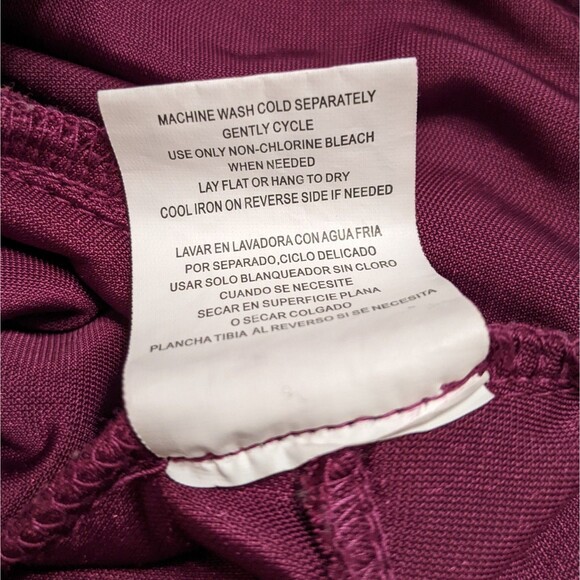 MACHINE WASH COLD SEPARATELY
GENTLY CYCLE
USE ONLY NON-CHLORINE BLEACH
WHEN NEEDED
LAY FLAT OR HANG TO DRY
COOL IRON ON REVERSE SIDE IF NEEDED
LAVAR EN LAVADORA CON AGUA FRIA
POR SEPARADO,CICLO DELICADO
USAR SOLO BLANQUEADOR SIN CLORO
CUANDO SE NECESITE
SECAR EN SUPERFICIE PLANA
O SECAR COLGADO
PLANCHA TIBIA AL REVERSO SI SE NECESITA